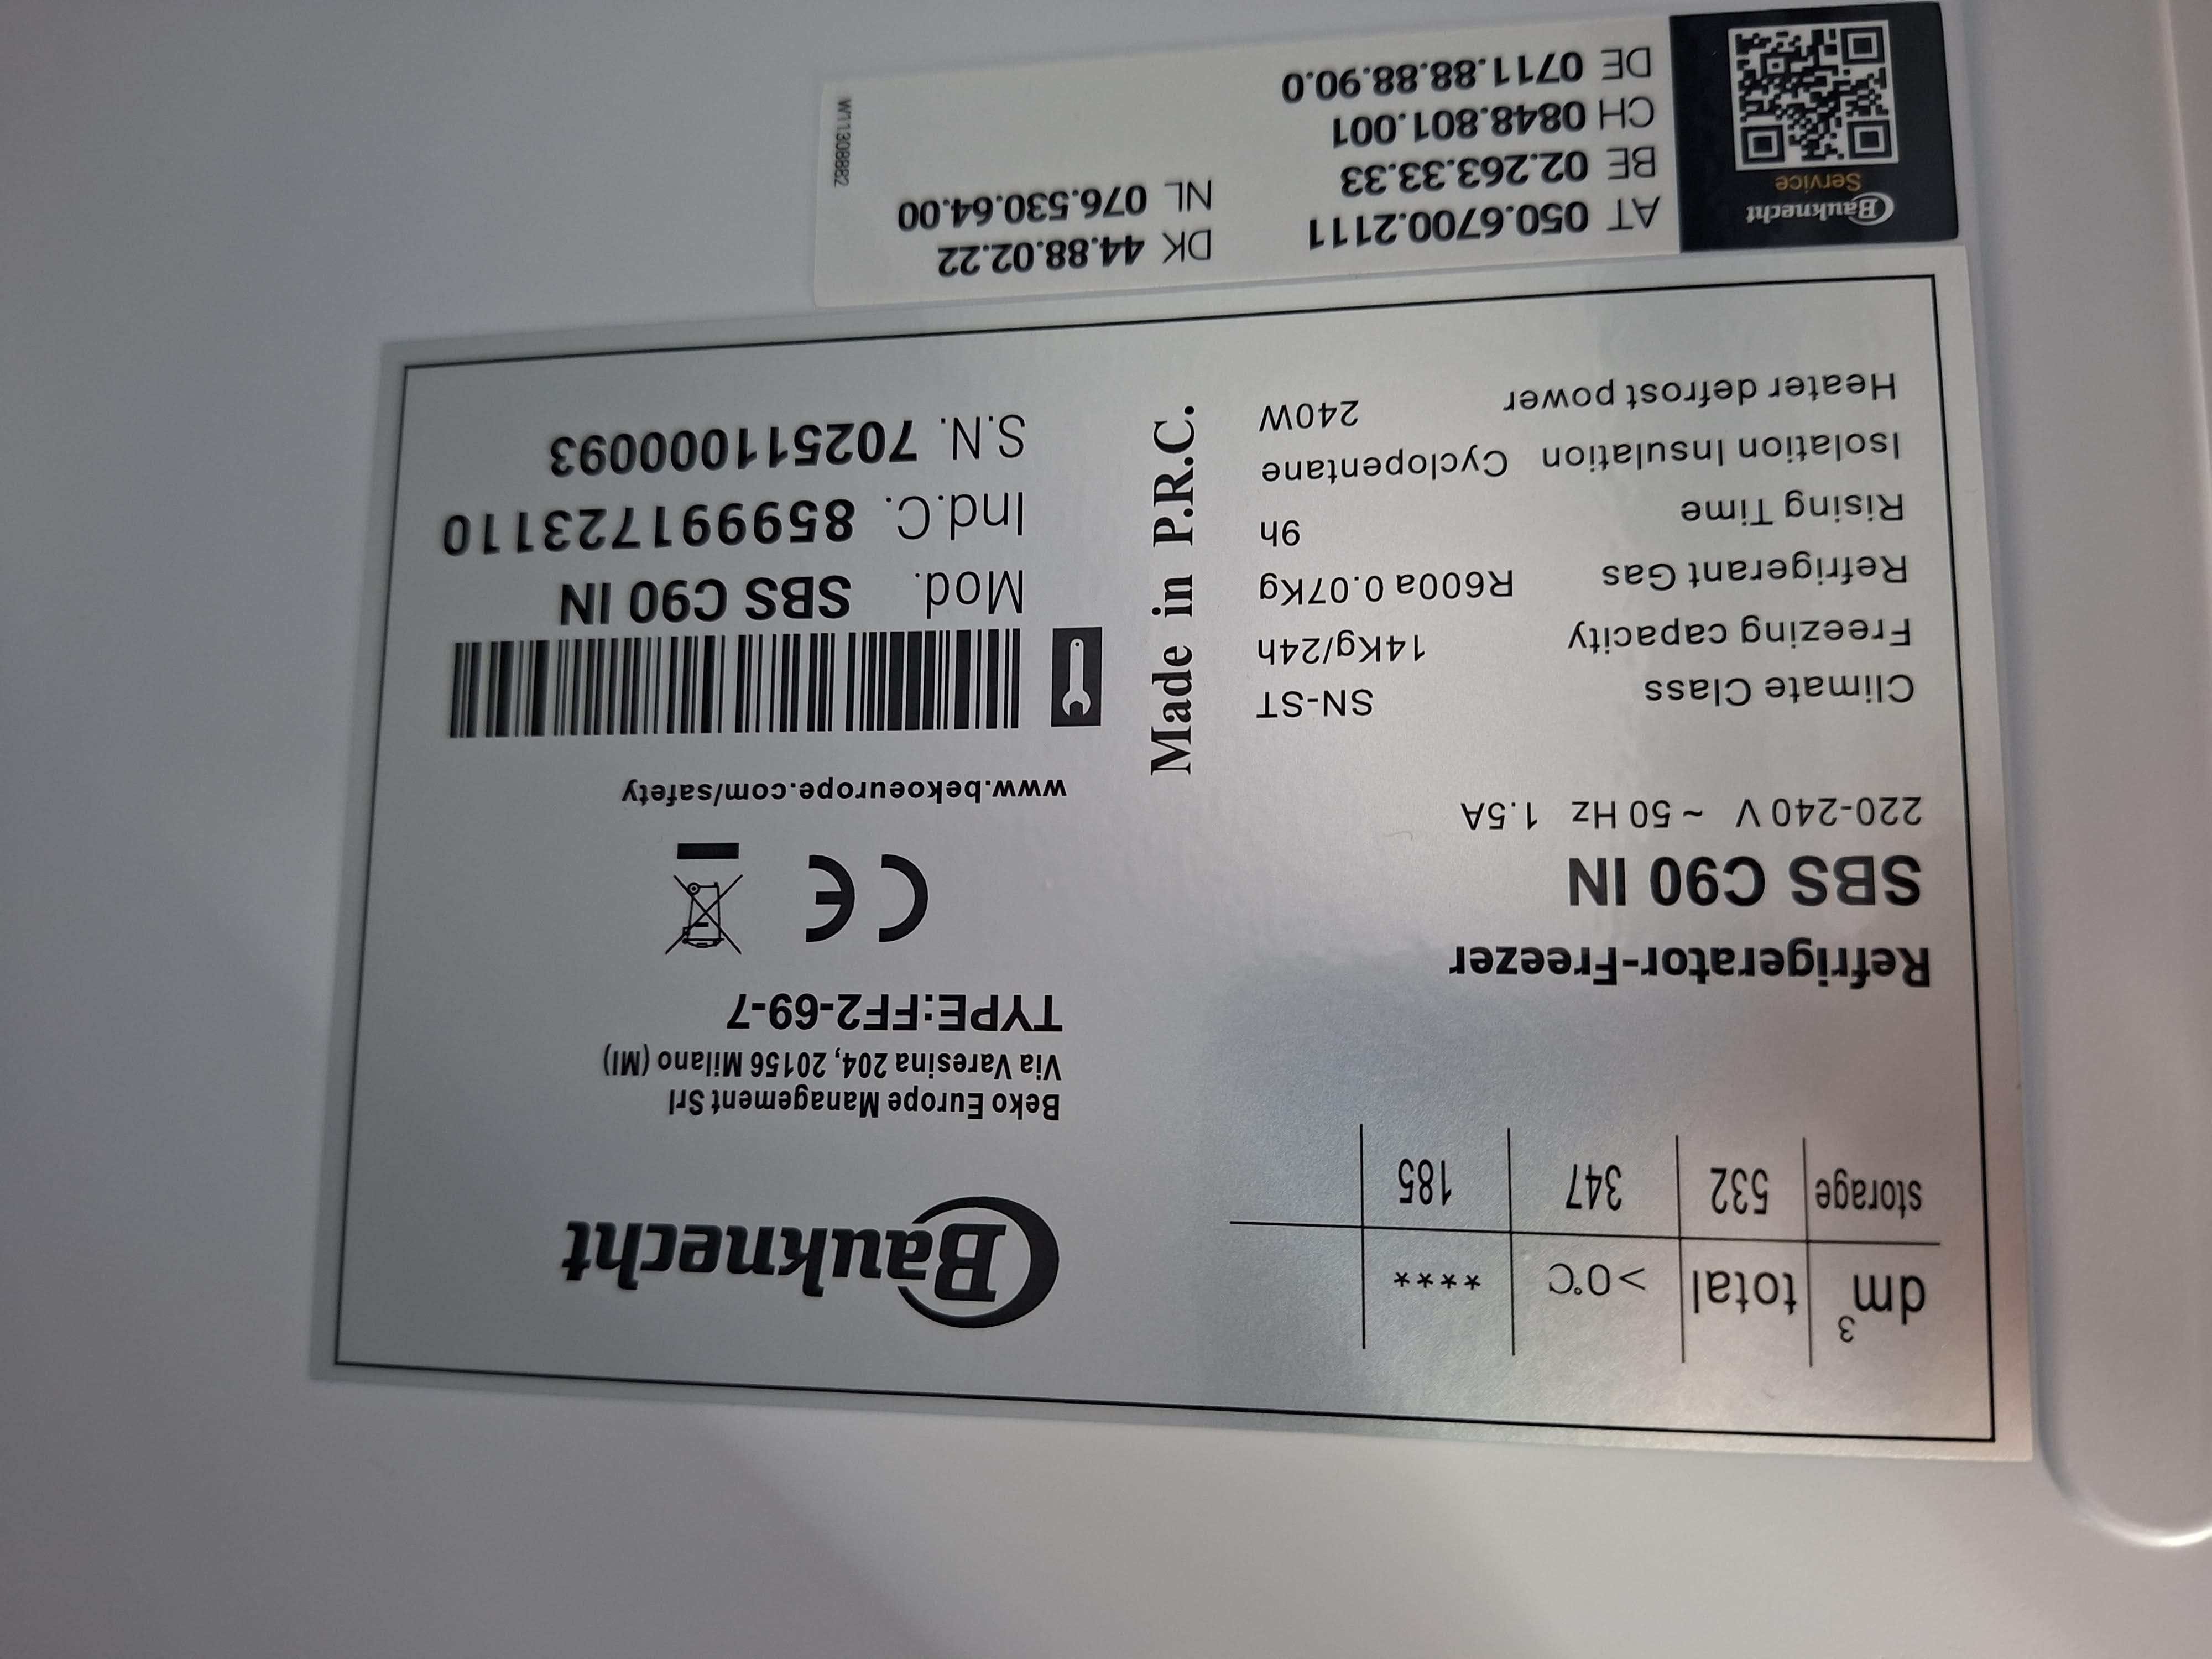 Bauknecht
Beko Europe Management Srl
Via Varesina 204, 20156 Milano (MI)
TYPE:FF2-69-7
CE
www.bekoeurope.com/safety
Mod. SBS C90 IN
Ind.C. 859991723110
S.N. 702511000093
dm³ total >0°C ****
storage 532 347 185
Refrigerator-Freezer
SBS C90 IN
220-240 V ~ 50 Hz 1.5A
Climate Class SN-ST
Freezing capacity 14Kg/24h
Refrigerant Gas R600a 0.07Kg
Rising Time 9h
Isolation Insulation Cyclopentane
Heater defrost power 240W
Made in P.R.C.
Bauknecht
Service
AT 050.6700.2111
BE 02.263.33.33
CH 0848.801.001
DE 0711.88.88.90.0
DK 44.88.02.22
NL 076.530.64.00
W11308882